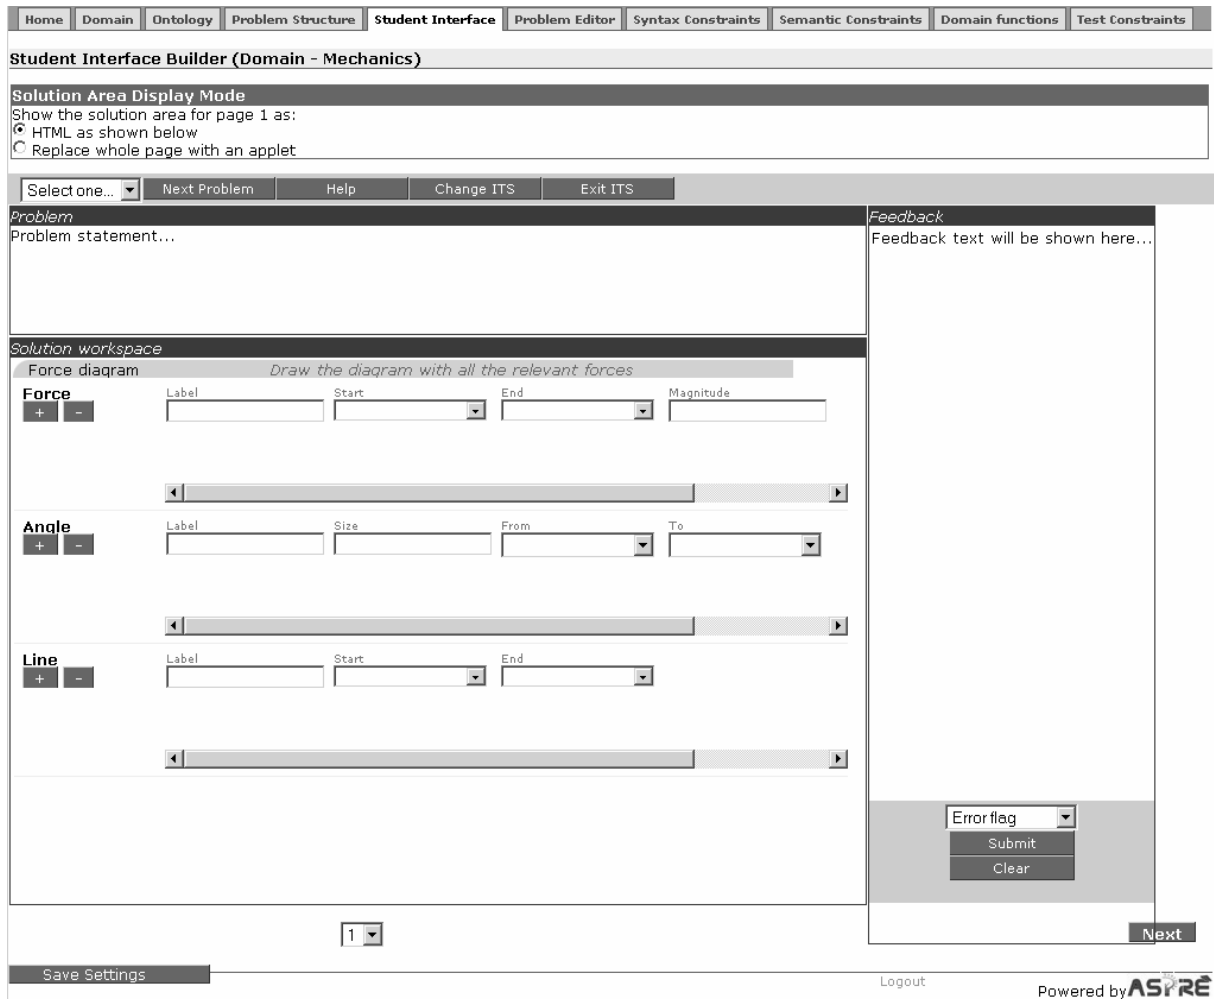 Home Domain Ontology Problem Structure Student Interface Problem Editor Syntax Constraints Semantic Constraints Domain functions Test Constraints
Student Interface Builder (Domain - Mechanics)
Solution Area Display Mode
Show the solution area for page 1 as:
HTML as shown below
Replace whole page with an applet
Select one... Next Problem Help Change ITS Exit ITS
Problem Feedback
Problem statement... Feedback text will be shown here...
Solution workspace
Force diagram Draw the diagram with all the relevant forces
Force Label Start End Magnitude
+ -
Angle Label Size From To
+ -
Line Label Start End
+ -
Error flag
Submit
Clear
1 Next
Save Settings Logout
Powered by ASPIRE